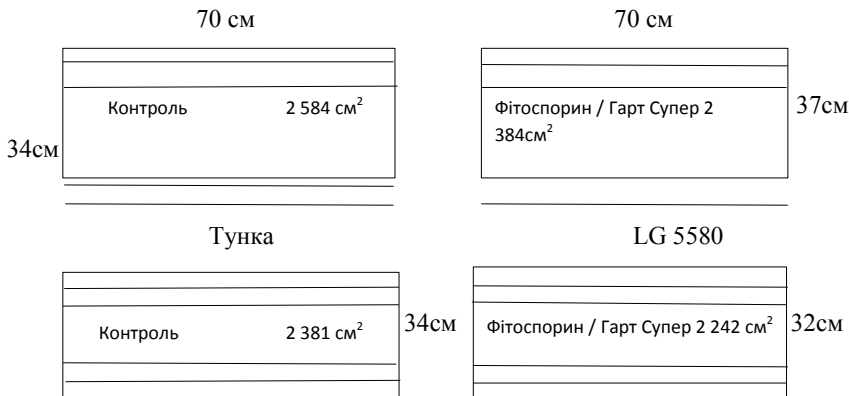 70 см
70 см
Контроль 2 584 см²
Фітоспорин / Гарт Супер 2
384см²
37см
34см
Тунка
LG 5580
Контроль 2 381 см²
34см
Фітоспорин / Гарт Супер 2 242 см²
32см